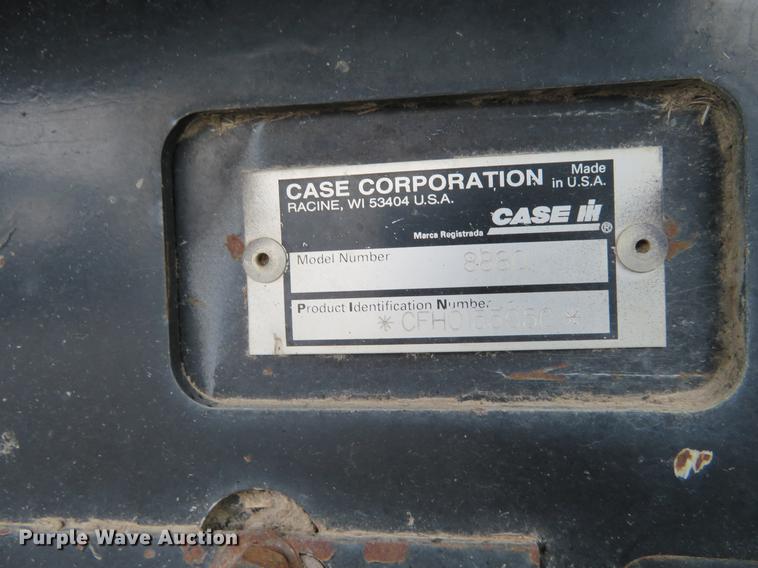 CASE CORPORATION
Made in U.S.A.
RACINE, WI 53404 U.S.A.
CASE IH ®
Marca Registrada
Model Number
Product Identification Number
Purple Wave Auction